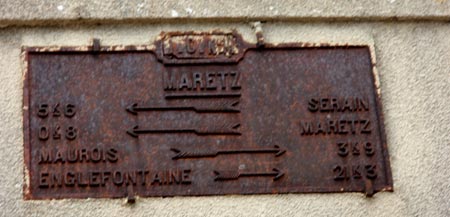 MARETZ
5K6 SERAIN
0K8 MARETZ
MAUROIS 3K9
ENGLEFONTAINE 21K3